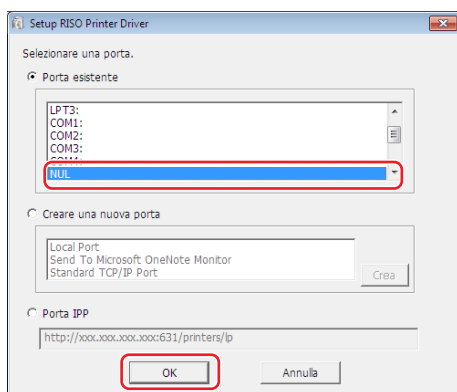 Setup RISO Printer Driver
Selezionare una porta.
Porta esistente
LPT3:
COM1:
COM2:
COM3:
COM4:
NUL
Creare una nuova porta
Local Port
Send To Microsoft OneNote Monitor
Standard TCP/IP Port
Crea
Porta IPP
http://xxx.xxx.xxx.xxx:631/printers/lp
OK
Annulla